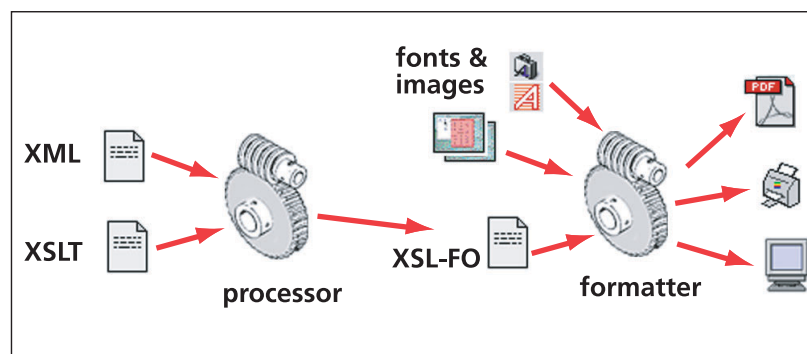 fonts &
images
PDF
XML
XSLT
XSL-FO
processor
formatter